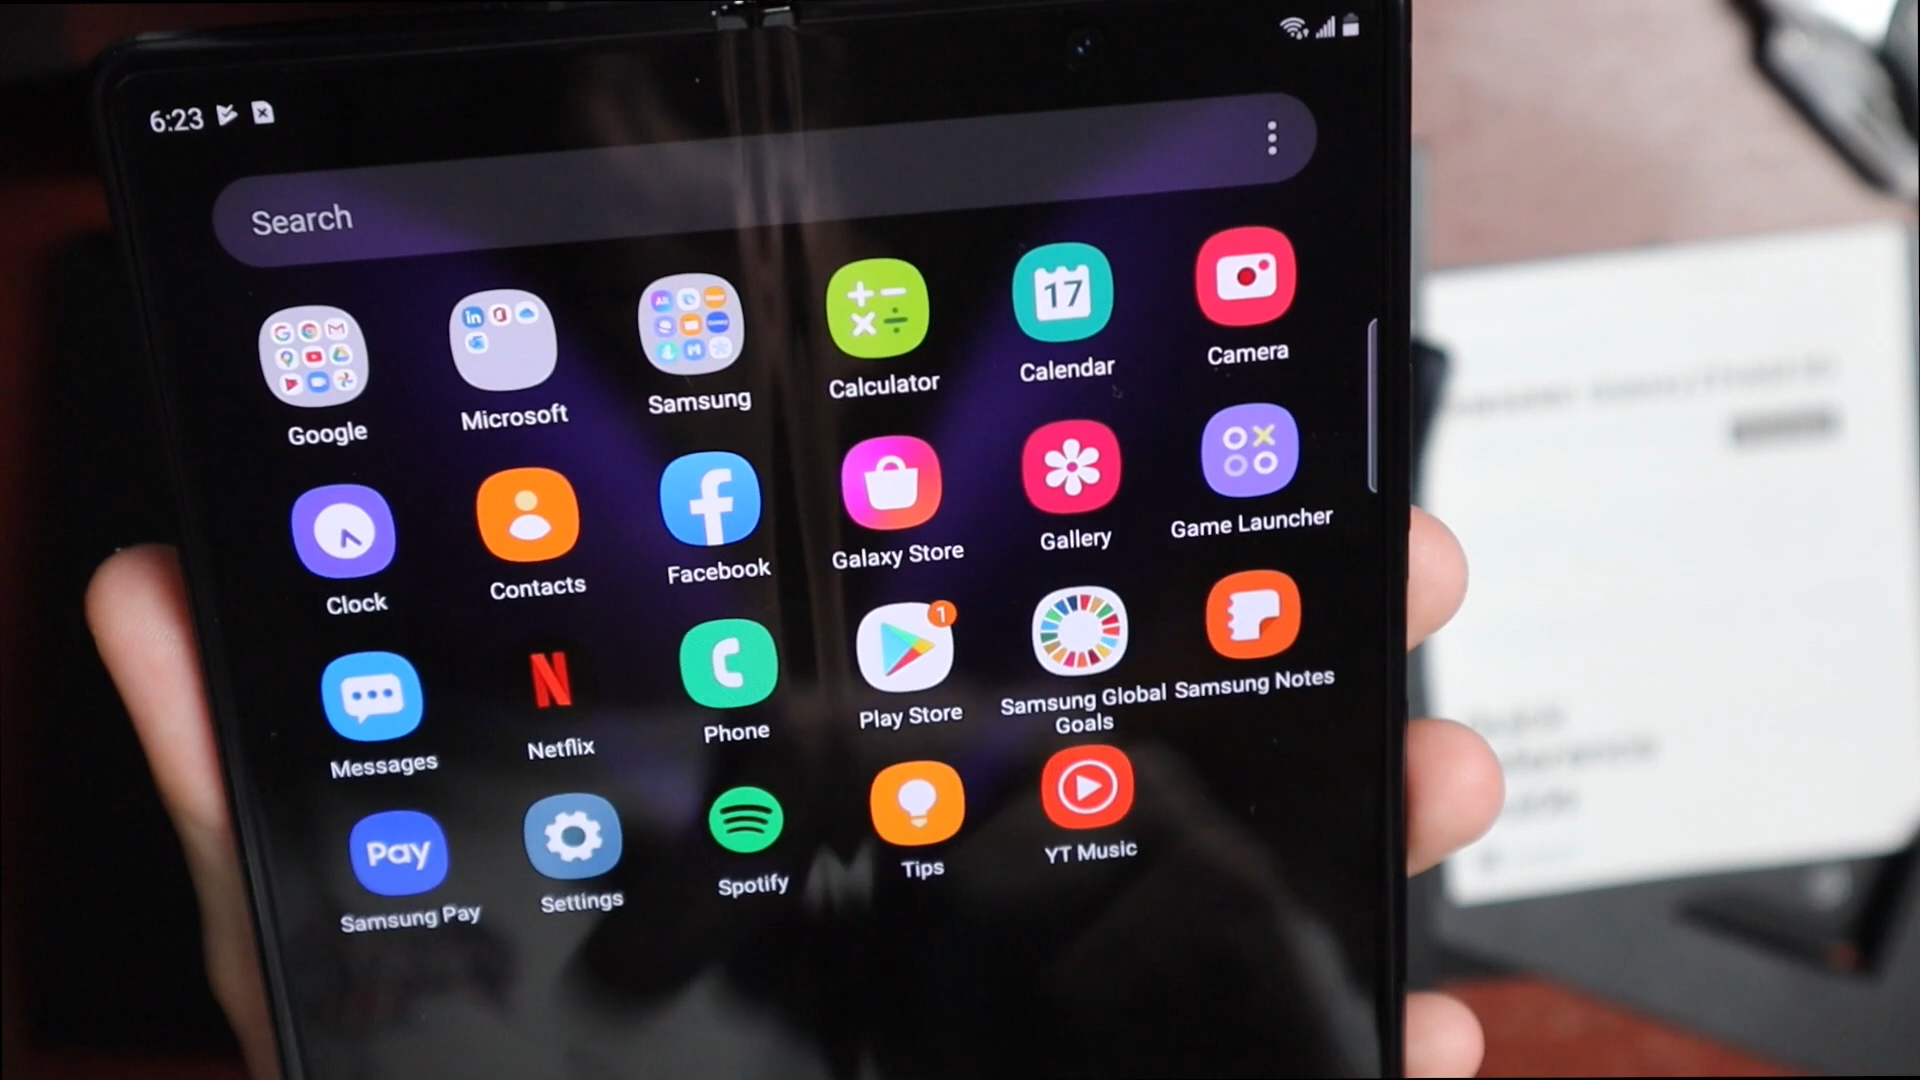 6:23
Search
17
Google
Microsoft
Samsung
Calculator
Calendar
Camera
Clock
Contacts
Facebook
Galaxy Store
Gallery
Game Launcher
1
Messages
Netflix
Phone
Play Store
Samsung Global
Goals
Samsung Notes
Pay
Samsung Pay
Settings
Spotify
Tips
YT Music